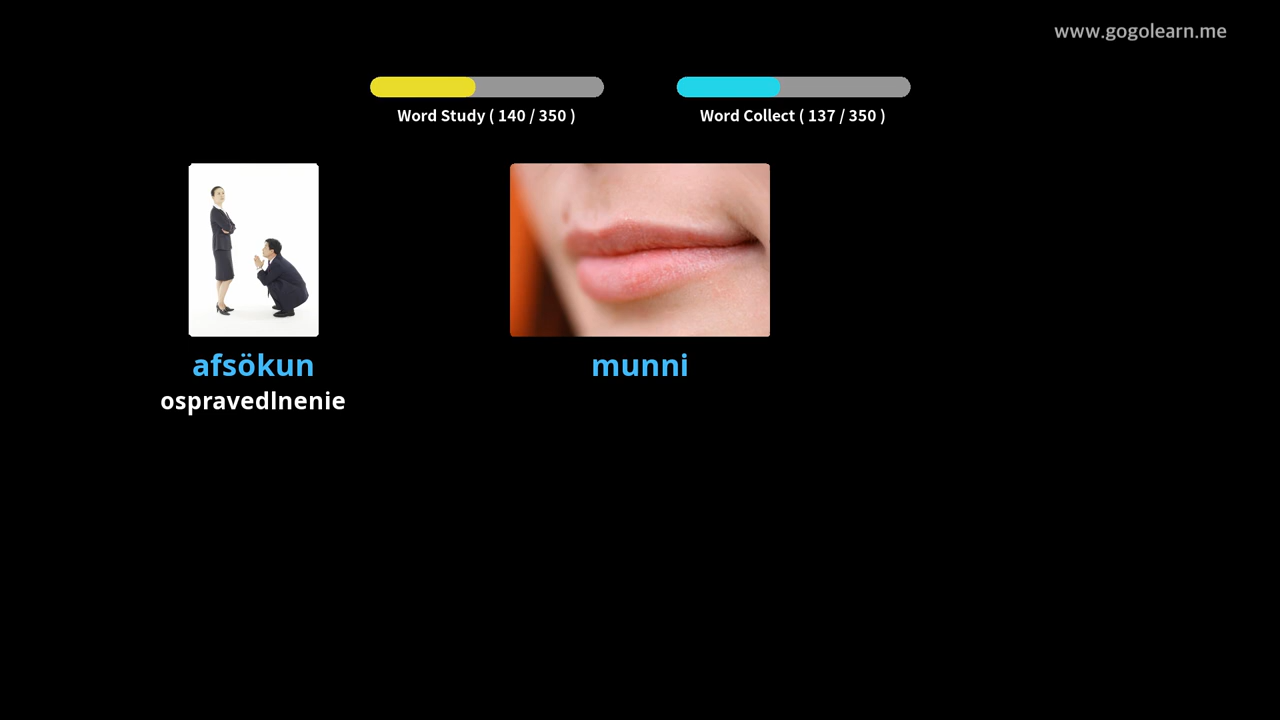 www.gogolearn.me
Word Study ( 140 / 350 )
Word Collect ( 137 / 350 )
afsökun
munni
ospravedlnenie